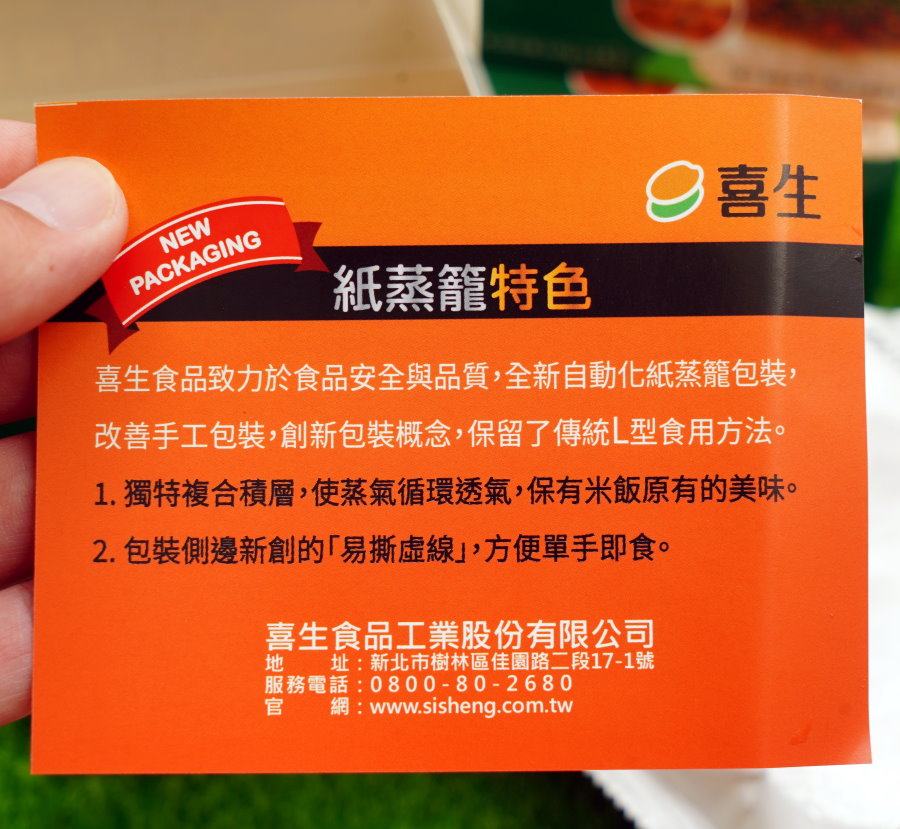 喜生
NEW
PACKAGING
紙蒸籠特色
喜生食品致力於食品安全與品質，全新自動化紙蒸籠包裝，
改善手工包裝，創新包裝概念，保留了傳統L型食用方法。
1. 獨特複合積層，使蒸氣循環透氣，保有米飯原有的美味。
2. 包裝側邊新創的「易撕虛線」，方便單手即食。
喜生食品工業股份有限公司
地　　址：新北市樹林區佳園路二段17-1號
服務電話：0800-80-2680
官　　網：www.sisheng.com.tw